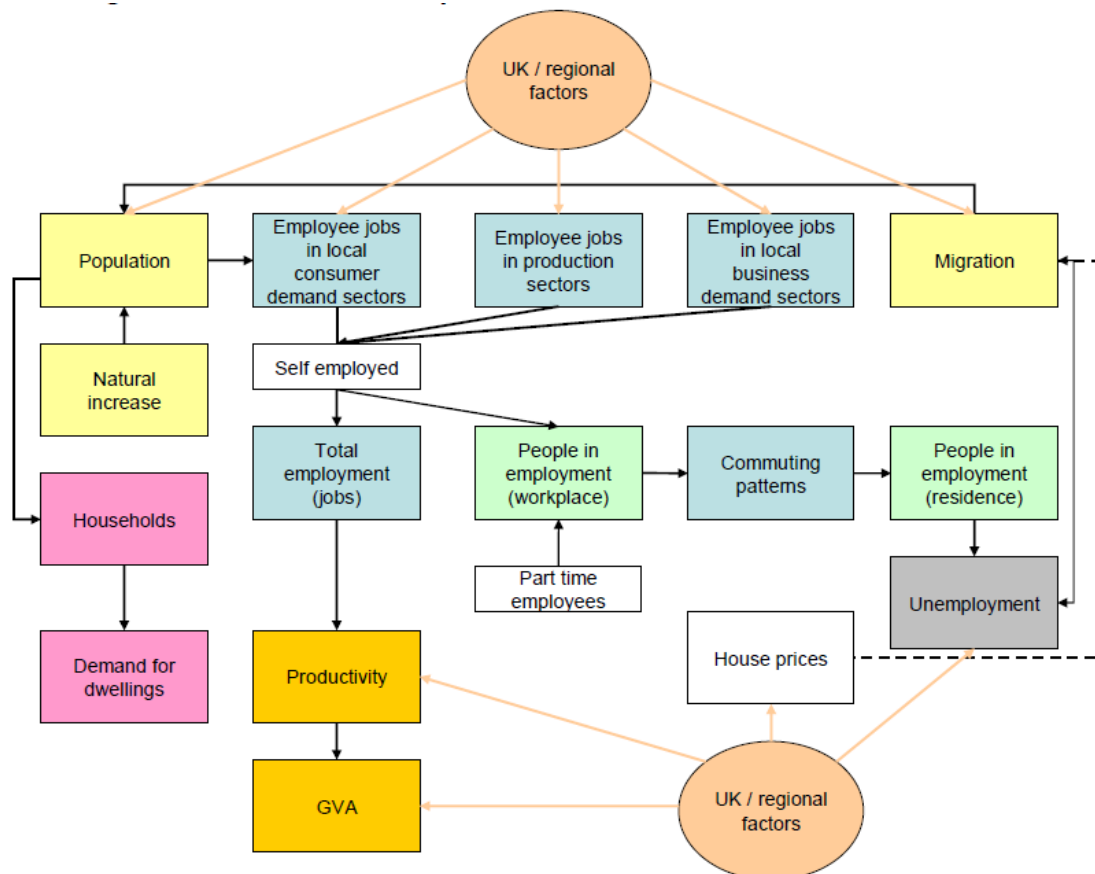 UK / regional
factors
Population
Employee jobs
in local
consumer
demand sectors
Employee jobs
in production
sectors
Employee jobs
in local
business
demand sectors
Migration
Natural
increase
Self employed
Total
employment
(jobs)
People in
employment
(workplace)
Commuting
patterns
People in
employment
(residence)
Households
Part time
employees
Unemployment
Demand for
dwellings
Productivity
House prices
GVA
UK / regional
factors